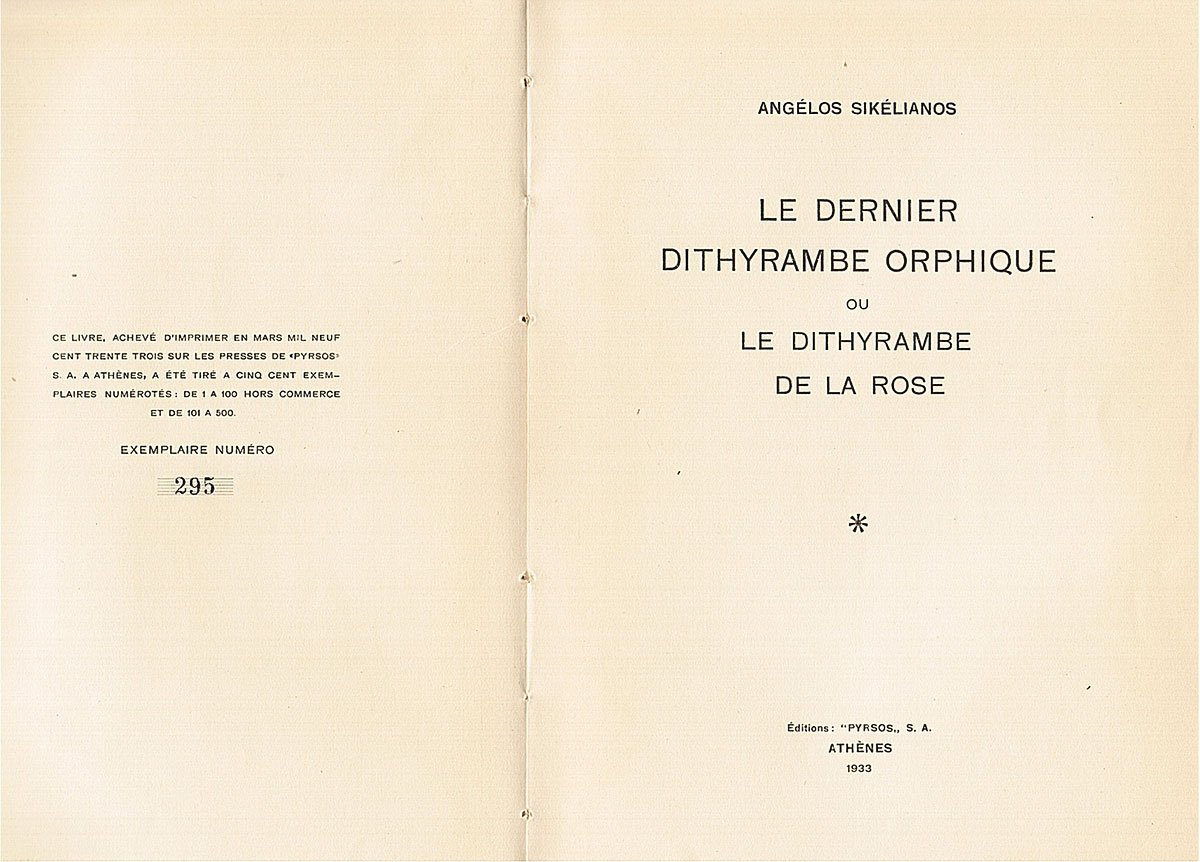 CE LIVRE, ACHEVÉ D'IMPRIMER EN MARS MIL NEUF
CENT TRENTE TROIS SUR LES PRESSES DE «PYRSOS»
S. A. A ATHÈNES, A ÉTÉ TIRÉ A CINQ CENT EXEM–
PLAIRES NUMÉROTÉS : DE 1 A 100 HORS COMMERCE
ET DE 101 A 500.
EXEMPLAIRE NUMÉRO
295
ANGÉLOS SIKÉLIANOS
LE DERNIER
DITHYRAMBE ORPHIQUE
OU
LE DITHYRAMBE
DE LA ROSE
*
Éditions : "PYRSOS„ S. A.
ATHÈNES
1933